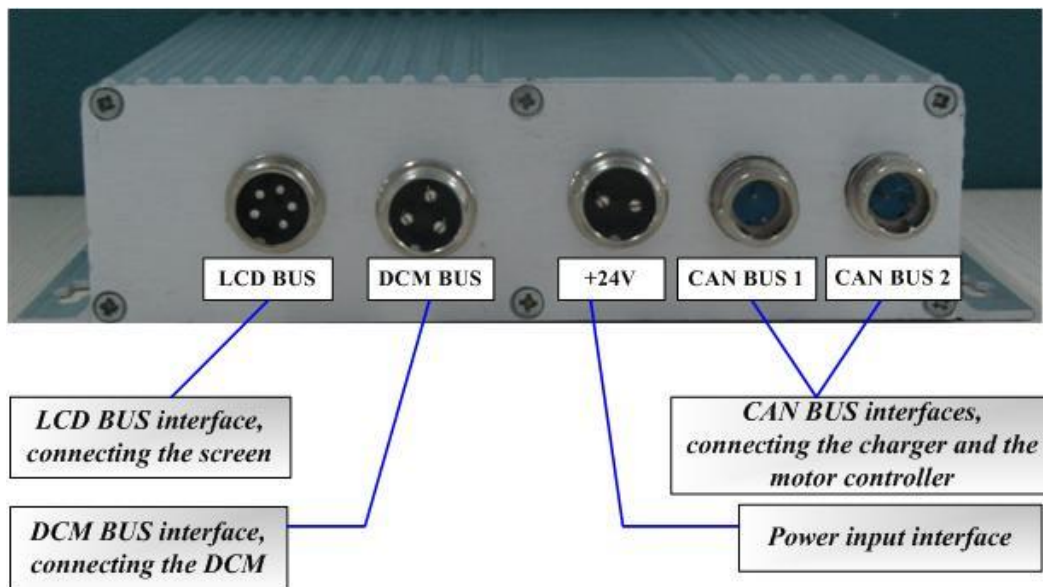 LCD BUS
DCM BUS
+24V
CAN BUS 1
CAN BUS 2
LCD BUS interface,
connecting the screen
CAN BUS interfaces,
connecting the charger and the
motor controller
DCM BUS interface,
connecting the DCM
Power input interface